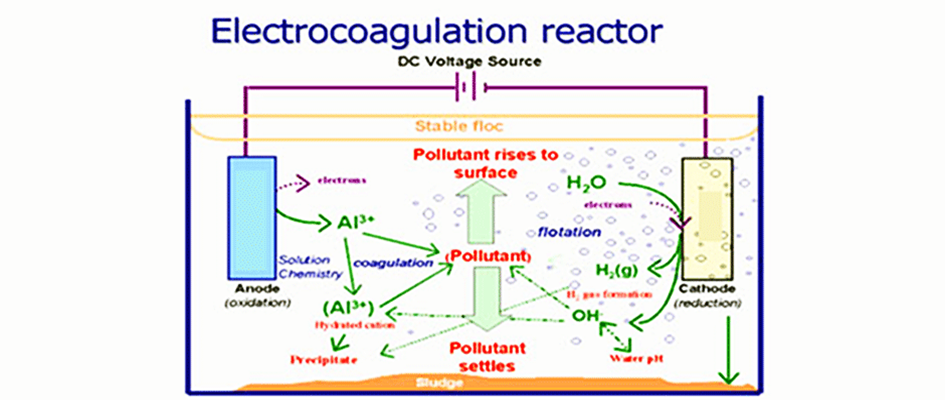 Electrocoagulation reactor
DC Voltage Source
Stable floc
Pollutant rises to
surface
electrons
H₂O
electrons
Al³⁺
flotation
Solution
Chemistry
coagulation
(Pollutant)
H₂(g)
Anode
(oxidation)
Cathode
(reduction)
H₂ gas formation
(Al³⁺)
Hydrated cation
OH
Precipitate
Pollutant
settles
Water pH
Sludge